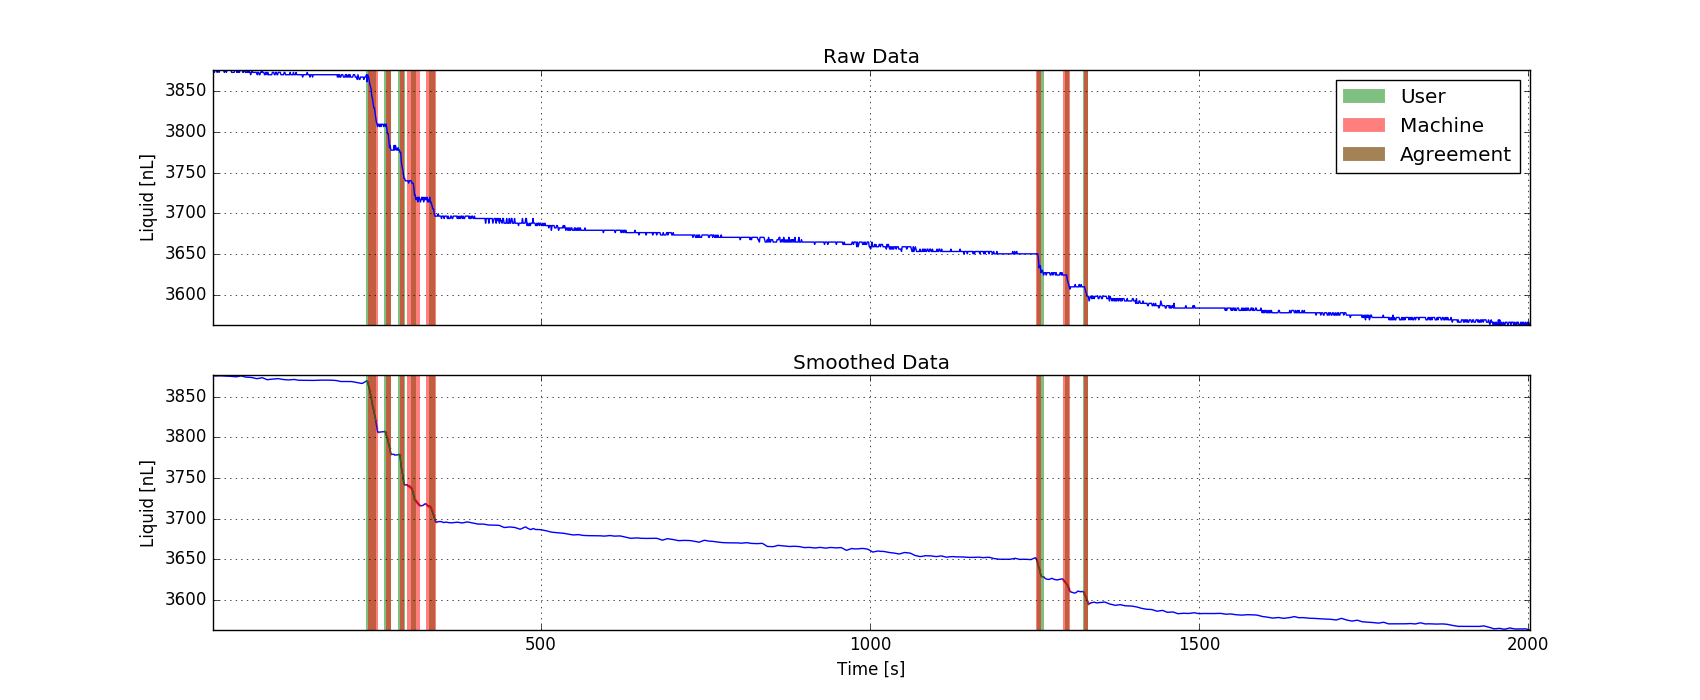 Raw Data
3850
3800
3750
3700
3650
3600
Liquid [nL]
User
Machine
Agreement
Smoothed Data
3850
3800
3750
3700
3650
3600
Liquid [nL]
500
1000
1500
2000
Time [s]